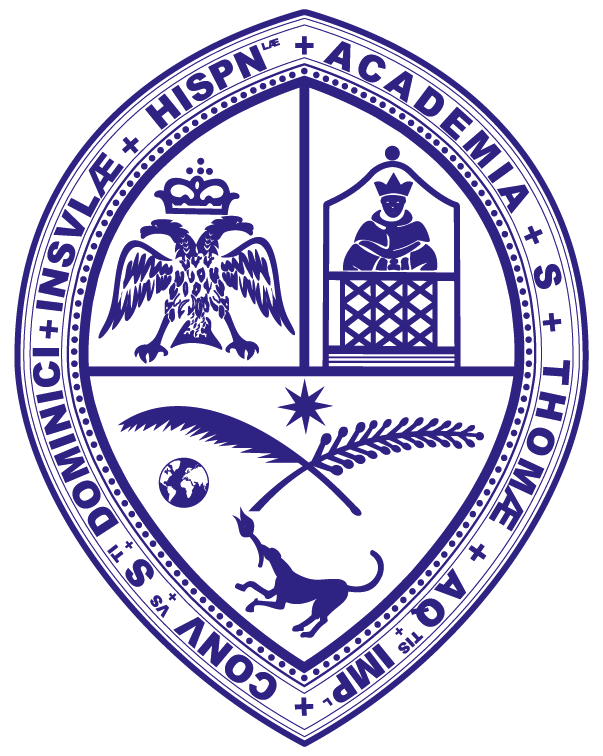 + ACADEMIA + S + THOMÆ + AQ TIS + IMP L + CONV VS + S TI + DOMINICI + INSVLÆ + HISPN LÆ